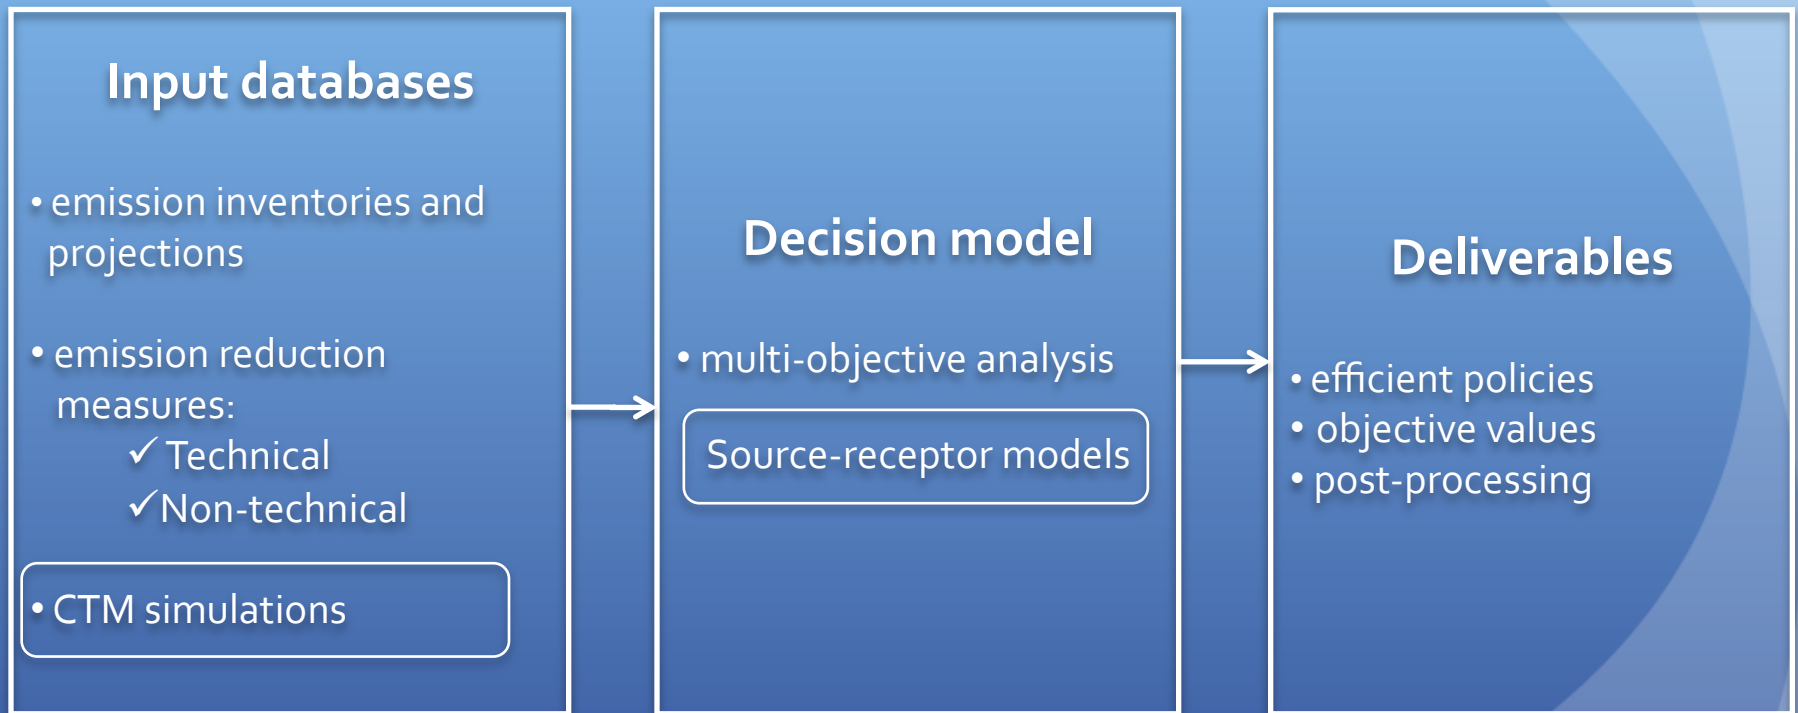 Input databases
• emission inventories and
projections
• emission reduction
measures:
✓ Technical
✓ Non-technical
• CTM simulations
Decision model
• multi-objective analysis
Source-receptor models
Deliverables
• efficient policies
• objective values
• post-processing